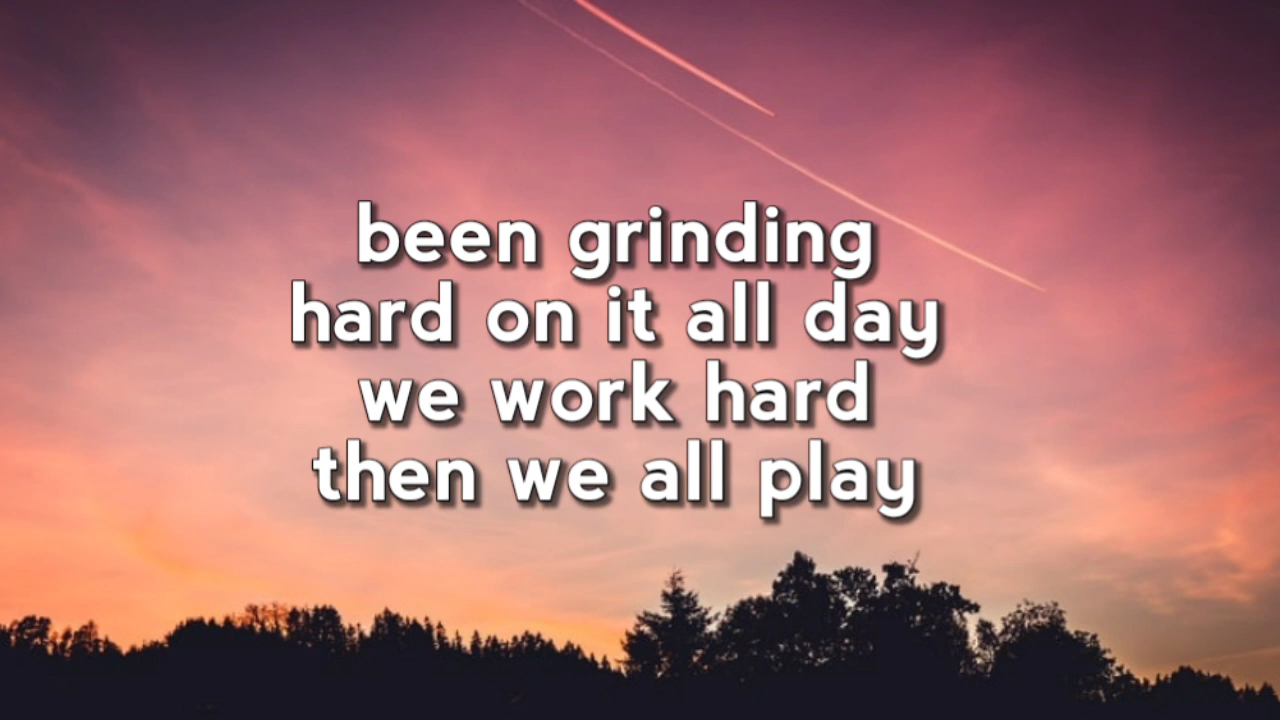 been grinding
hard on it all day
we work hard
then we all play